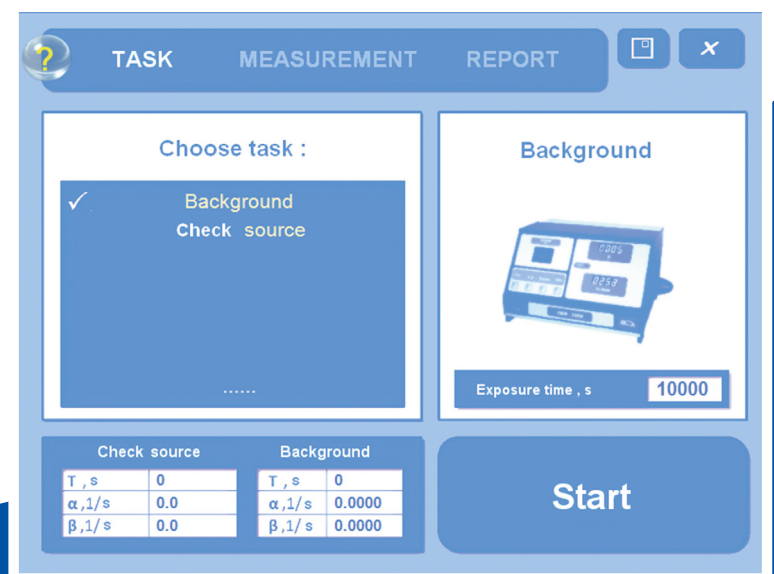 ?
TASK MEASUREMENT REPORT x
Choose task :
✓ Background
Check source
......
Background
Exposure time , s 10000
Check source
T , s 0
α ,1/s 0.0
β ,1/s 0.0
Background
T , s 0
α ,1/s 0.0000
β ,1/s 0.0000
Start